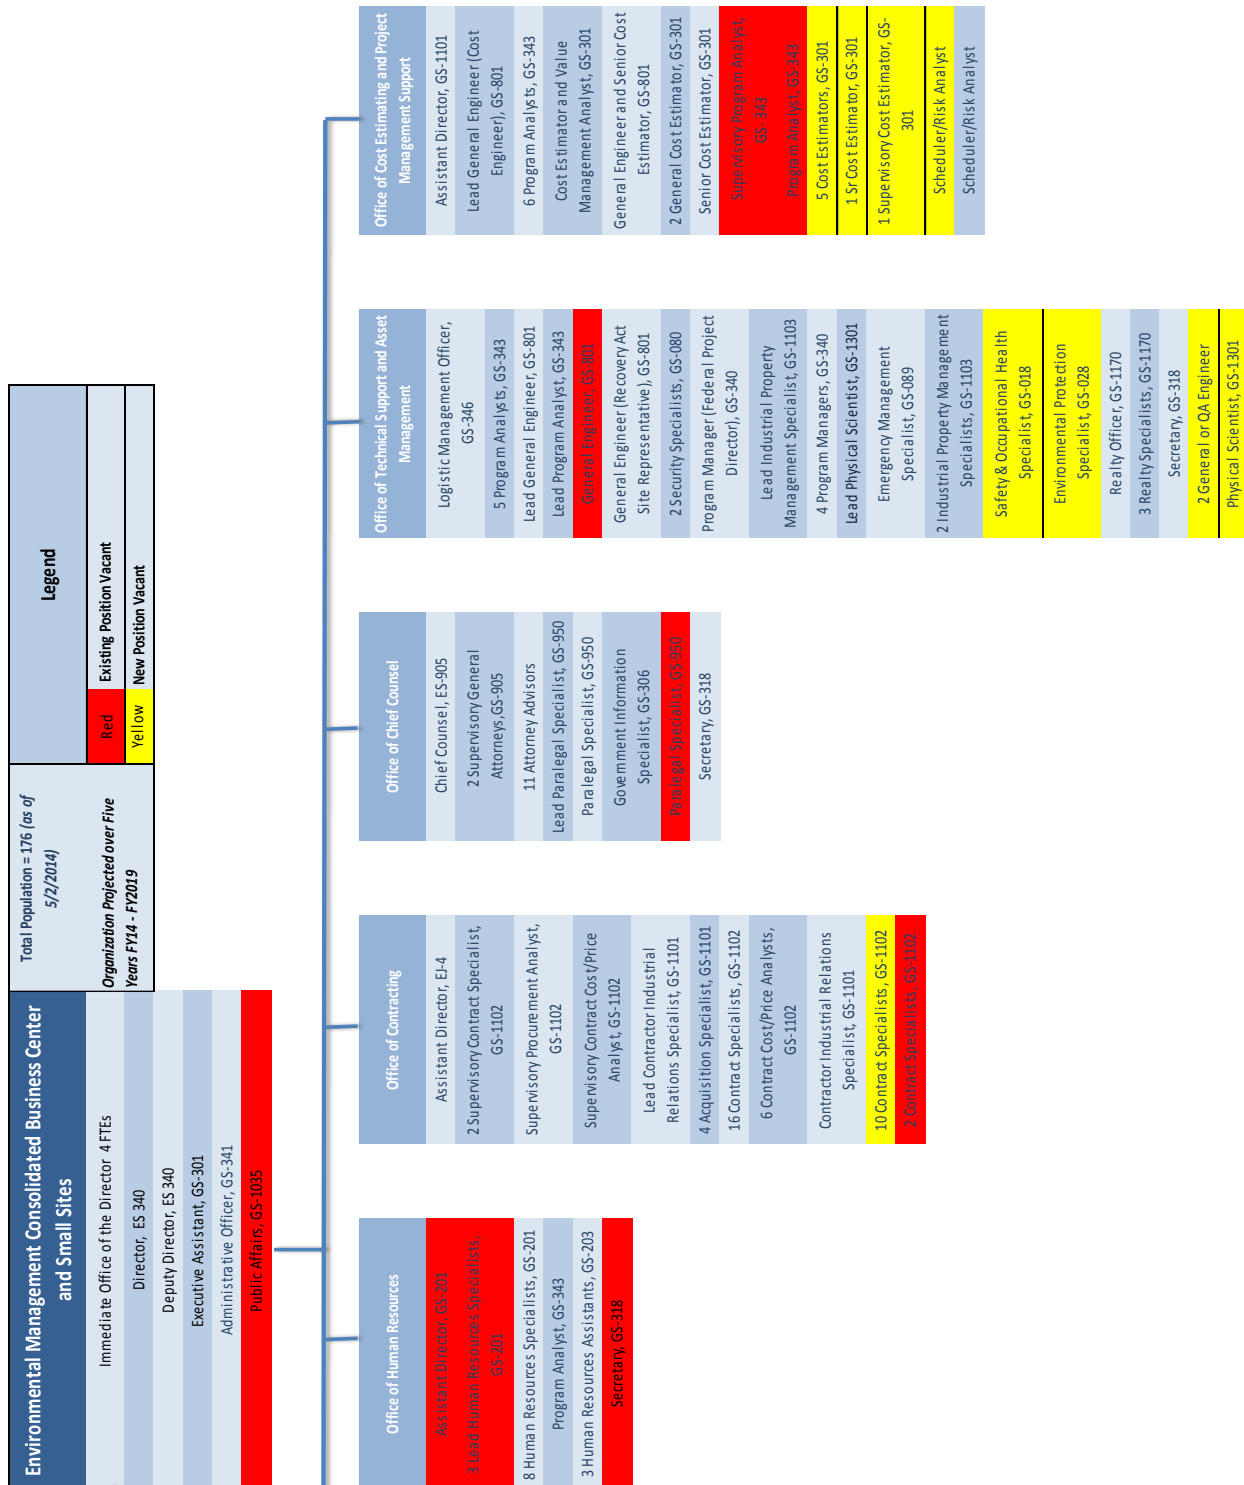 Environmental Management Consolidated Business Center
and Small Sites
Immediate Office of the Director 4 FTEs
Director, ES 340
Deputy Director, ES 340
Executive Assistant, GS-301
Administrative Officer, GS-341
Public Affairs, GS-1035
Total Population = 176 (as of
5/2/2014)
Organization Projected over Five
Years FY14 - FY2019
Legend
Red
Existing Position Vacant
Yellow
New Position Vacant
Office of Human Resources
Assistant Director, GS-201
3 Lead Human Resources Specialists,
GS-201
8 Human Resources Specialists, GS-201
Program Analyst, GS-343
3 Human Resources Assistants, GS-203
Secretary, GS-318
Office of Contracting
Assistant Director, EJ-4
2 Supervisory Contract Specialist,
GS-1102
Supervisory Procurement Analyst,
GS-1102
Supervisory Contract Cost/Price
Analyst, GS-1102
Lead Contractor Industrial
Relations Specialist, GS-1101
4 Acquisition Specialist, GS-1101
16 Contract Specialists, GS-1102
6 Contract Cost/Price Analysts,
GS-1102
Contractor Industrial Relations
Specialist, GS-1101
10 Contract Specialists, GS-1102
2 Contract Specialists, GS-1102
Office of Chief Counsel
Chief Counsel, ES-905
2 Supervisory General
Attorneys,GS-905
11 Attorney Advisors
Lead Paralegal Specialist, GS-950
Paralegal Specialist, GS-950
Government Information
Specialist, GS-306
Paralegal Specialist, GS-950
Secretary, GS-318
Office of Technical Support and Asset
Management
Logistic Management Officer,
GS-346
5 Program Analysts, GS-343
Lead General Engineer, GS-801
Lead Program Analyst, GS-343
General Engineer, GS-801
General Engineer (Recovery Act
Site Representative), GS-801
2 Security Specialists, GS-080
Program Manager (Federal Project
Director), GS-340
Lead Industrial Property
Management Specialist, GS-1103
4 Program Managers, GS-340
Lead Physical Scientist, GS-1301
Emergency Management
Specialist, GS-089
2 Industrial Property Management
Specialists, GS-1103
Safety & Occupational Health
Specialist, GS-018
Environmental Protection
Specialist, GS-028
Realty Officer, GS-1170
3 Realty Specialists, GS-1170
Secretary, GS-318
2 General or QA Engineer
Physical Scientist, GS-1301
Office of Cost Estimating and Project
Management Support
Assistant Director, GS-1101
Lead General Engineer (Cost
Engineer), GS-801
6 Program Analysts, GS-343
Cost Estimator and Value
Management Analyst, GS-301
General Engineer and Senior Cost
Estimator, GS-801
2 General Cost Estimator, GS-301
Senior Cost Estimator, GS-301
Supervisory Program Analyst,
GS- 343
Program Analyst, GS-343
5 Cost Estimators, GS-301
1 Sr Cost Estimator, GS-301
1 Supervisory Cost Estimator, GS-
301
Scheduler/Risk Analyst
Scheduler/Risk Analyst